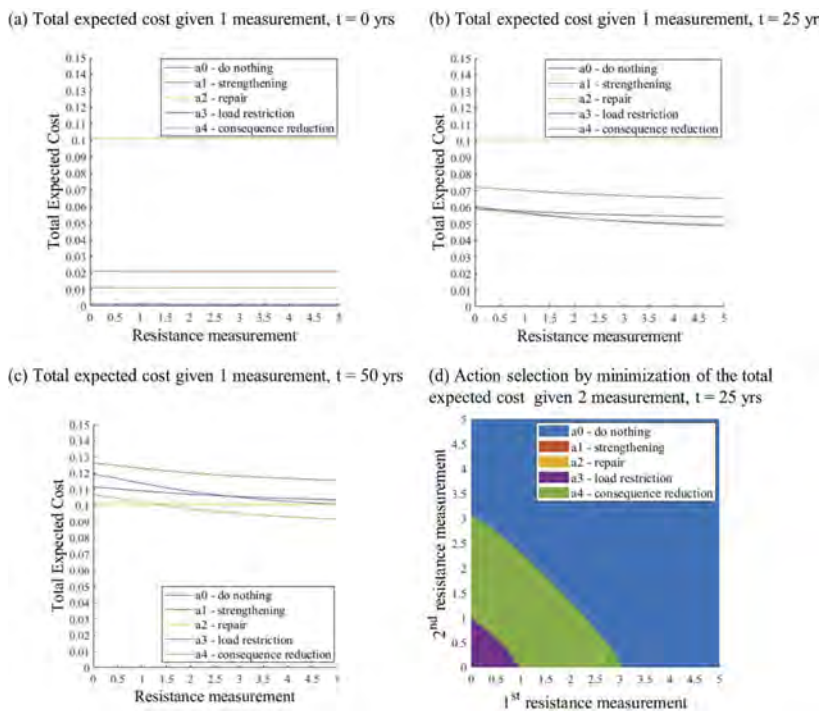 (a) Total expected cost given 1 measurement, t = 0 yrs
0.15
0.14
0.13
0.12
0.11
0.1
0.09
0.08
0.07
0.06
0.05
0.04
0.03
0.02
0.01
0
Total Expected Cost
a0 - do nothing
a1 - strengthening
a2 - repair
a3 - load restriction
a4 - consequence reduction
0 0.5 1 1.5 2 2.5 3 3.5 4 4.5 5
Resistance measurement
(b) Total expected cost given 1 measurement, t = 25 yr
0.15
0.14
0.13
0.12
0.11
0.1
0.09
0.08
0.07
0.06
0.05
0.04
0.03
0.02
0.01
0
Total Expected Cost
a0 - do nothing
a1 - strengthening
a2 - repair
a3 - load restriction
a4 - consequence reduction
0 0.5 1 1.5 2 2.5 3 3.5 4 4.5 5
Resistance measurement
(c) Total expected cost given 1 measurement, t = 50 yrs
0.15
0.14
0.13
0.12
0.11
0.1
0.09
0.08
0.07
0.06
0.05
0.04
0.03
0.02
0.01
0
Total Expected Cost
a0 - do nothing
a1 - strengthening
a2 - repair
a3 - load restriction
a4 - consequence reduction
0 0.5 1 1.5 2 2.5 3 3.5 4 4.5 5
Resistance measurement
(d) Action selection by minimization of the total
expected cost given 2 measurement, t = 25 yrs
5
4.5
4
3.5
3
2.5
2
1.5
1
0.5
0
2nd resistance measurement
a0 - do nothing
a1 - strengthening
a2 - repair
a3 - load restriction
a4 - consequence reduction
0 0.5 1 1.5 2 2.5 3 3.5 4 4.5 5
1st resistance measurement